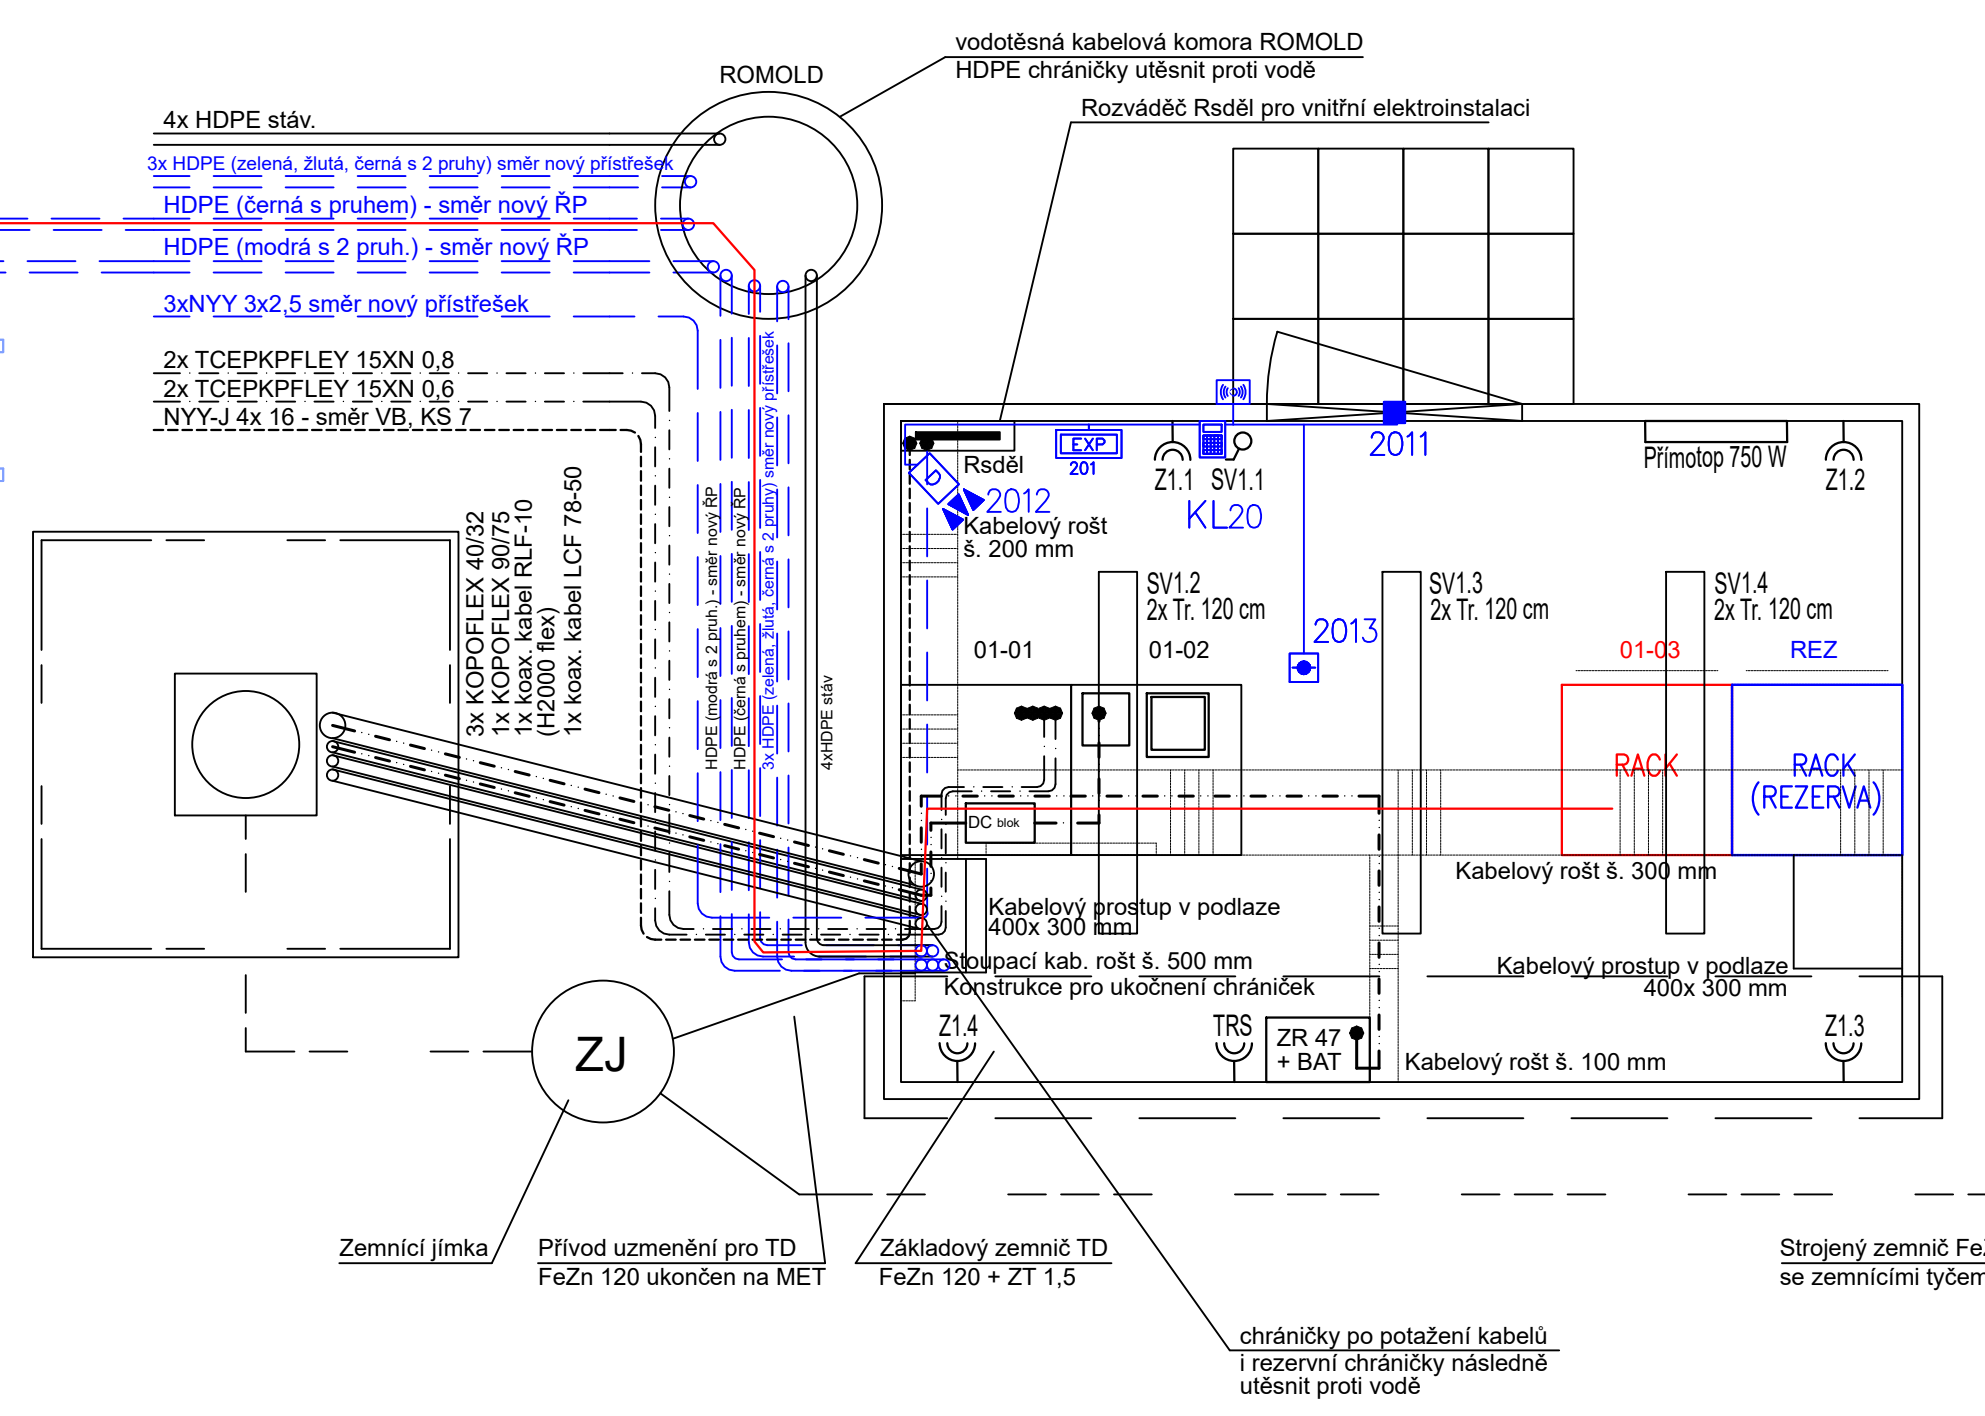 vodotěsná kabelová komora ROMOLD
HDPE chráničky utěsnit proti vodě
ROMOLD
Rozváděč Rsděl pro vnitřní elektroinstalaci
4x HDPE stáv.
3x HDPE (zelená, žlutá, černá s 2 pruhy) směr nový přístřešek
HDPE (černá s pruhem) - směr nový ŘP
HDPE (modrá s 2 pruh.) - směr nový ŘP
3xNYY 3x2,5 směr nový přístřešek
2x TCEPKPFLEY 15XN 0,8
2x TCEPKPFLEY 15XN 0,6
NYY-J 4x 16 - směr VB, KS 7
3x KOPOFLEX 40/32
1x KOPOFLEX 90/75
1x koax. kabel RLF-10
(H2000 flex)
1x koax. kabel LCF 78-50
HDPE (modrá s 2 pruh.) - směr nový ŘP
HDPE (černá s pruhem) - směr nový ŘP
3x HDPE (zelená, žlutá, černá s 2 pruhy) směr nový přístřešek
4xHDPE stáv
Rsděl
EXP
201
Z1.1
SV1.1
KL20
2011
Přímotop 750 W
Z1.2
D
2012
Kabelový rošt
š. 200 mm
SV1.2
2x Tr. 120 cm
SV1.3
2x Tr. 120 cm
SV1.4
2x Tr. 120 cm
2013
01-01
01-02
01-03
REZ
RACK
RACK
(REZERVA)
DC blok
Kabelový rošt š. 300 mm
Kabelový prostup v podlaze
400x 300 mm
Stoupací kab. rošt š. 500 mm
Konstrukce pro ukočnení chrániček
Kabelový prostup v podlaze
400x 300 mm
Z1.4
TRS
ZR 47
+ BAT
Kabelový rošt š. 100 mm
Z1.3
ZJ
Zemnící jímka
Přívod uzmenění pro TD
FeZn 120 ukončen na MET
Základový zemnič TD
FeZn 120 + ZT 1,5
Strojený zemnič
se zemnícími
chráničky po potažení kabelů
i rezervní chráničky následně
utěsnit proti vodě